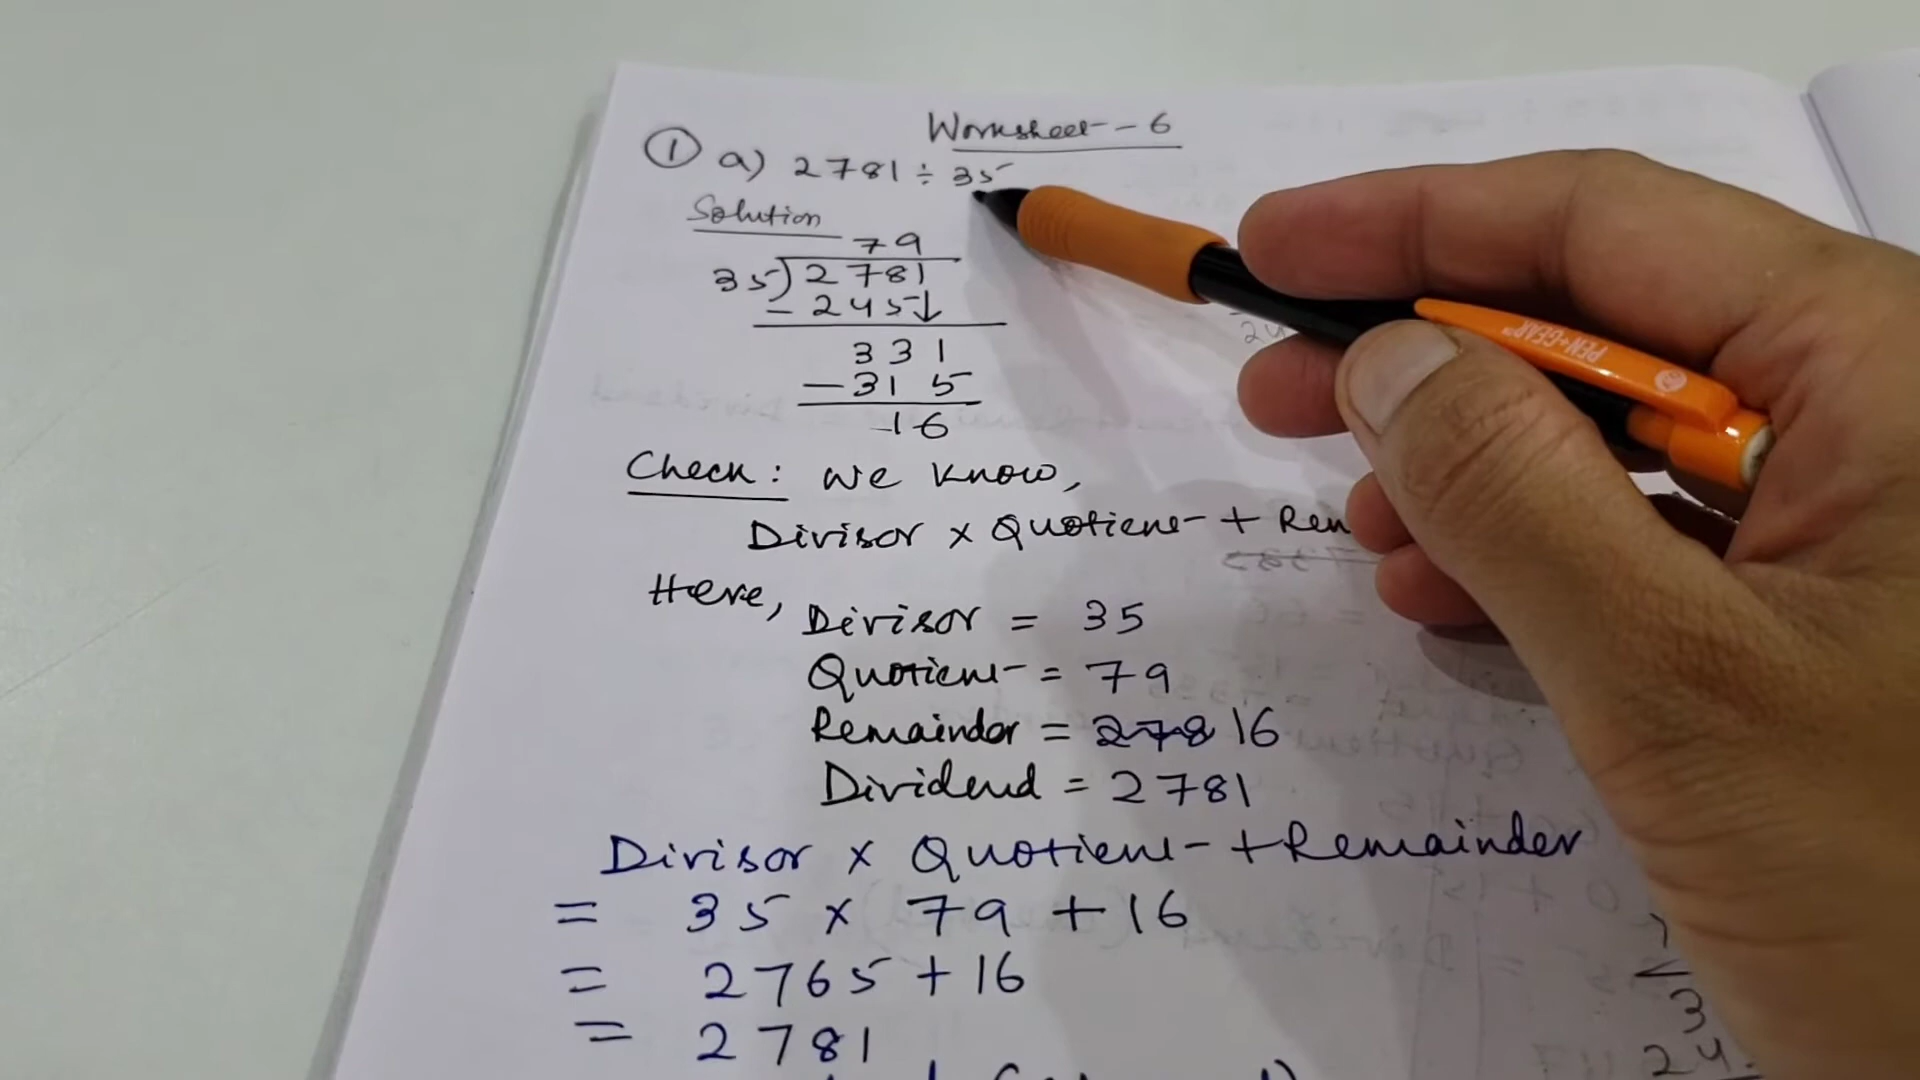 Worksheet - 6
① a) 2781 ÷ 35
Solution
79
35)2781
- 245↓
331
- 315
16
Check: We know,
Divisor x Quotient + Rem
Here, Divisor = 35
Quotient = 79
Remainder = 278 16
Dividend = 2781
Divisor x Quotient + Remainder
= 35 x 79 + 16
= 2765 + 16
= 2781
PEN+GEAR